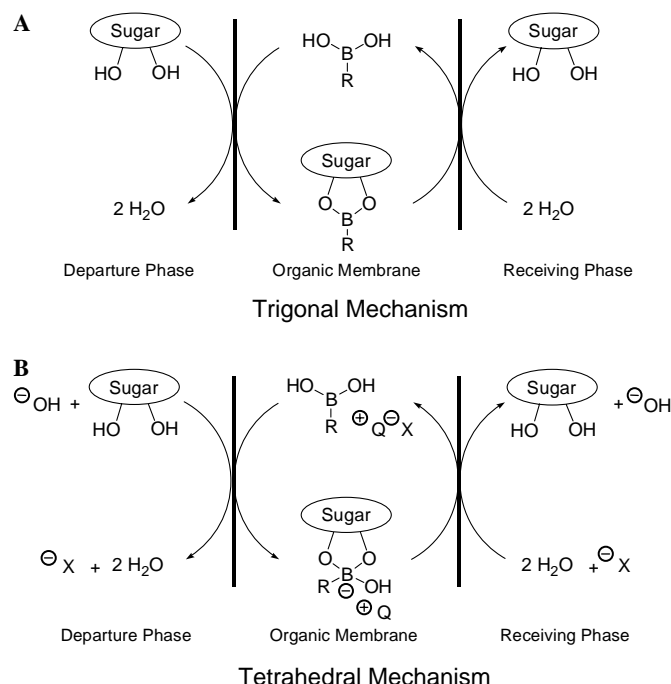 A
Sugar HO OH Sugar
HO OH B HO OH
R
Sugar
2 H₂O O O 2 H₂O
B
R
Departure Phase Organic Membrane Receiving Phase
Trigonal Mechanism
B
⊖OH + Sugar HO OH Sugar + ⊖OH
HO OH B HO OH
R ⊕Q⊖X
Sugar
⊖X + 2 H₂O O O 2 H₂O + ⊖X
R B OH
⊖
⊕Q
Departure Phase Organic Membrane Receiving Phase
Tetrahedral Mechanism